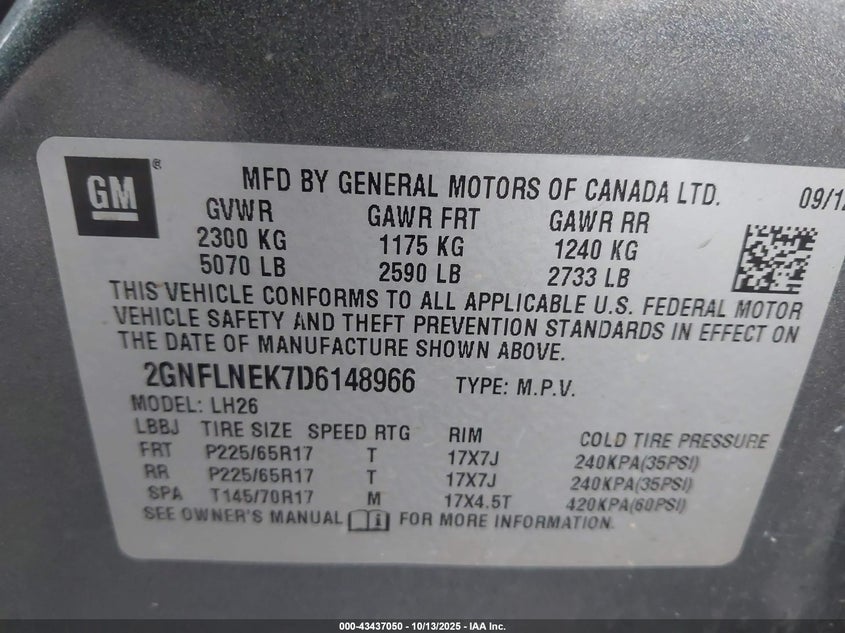 GM ® MFD BY GENERAL MOTORS OF CANADA LTD. 09/12
GVWR GAWR FRT GAWR RR
2300 KG 1175 KG 1240 KG
5070 LB 2590 LB 2733 LB
THIS VEHICLE CONFORMS TO ALL APPLICABLE U.S. FEDERAL MOTOR
VEHICLE SAFETY AND THEFT PREVENTION STANDARDS IN EFFECT ON
THE DATE OF MANUFACTURE SHOWN ABOVE.
2GNFLNEK7D6148966 TYPE: M.P.V.
MODEL: LH26
LBBJ TIRE SIZE SPEED RTG RIM COLD TIRE PRESSURE
FRT P225/65R17 T 17X7J 240KPA(35PSI)
RR P225/65R17 T 17X7J 240KPA(35PSI)
SPA T145/70R17 M 17X4.5T 420KPA(60PSI)
SEE OWNER'S MANUAL FOR MORE INFORMATION.
000-43437050 - 10/13/2025 - IAA Inc.